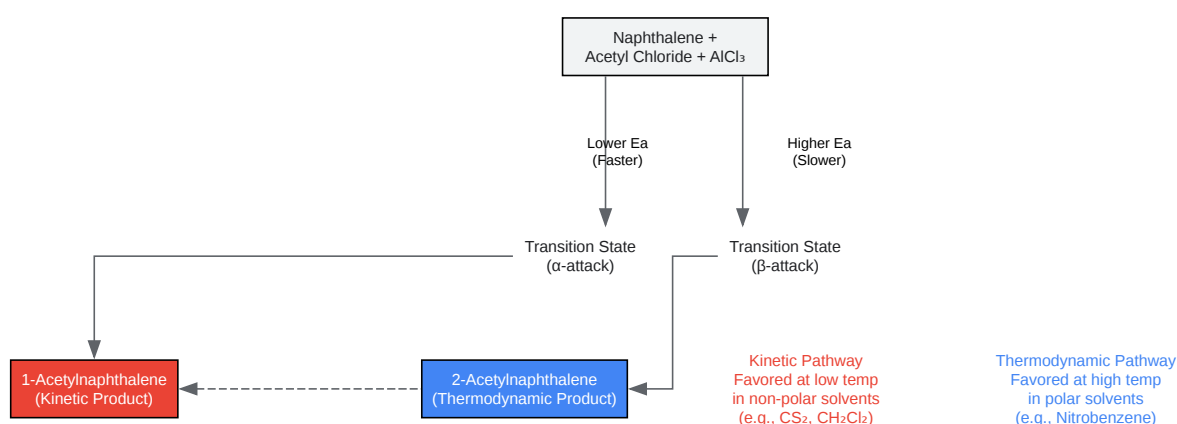 Naphthalene +
Acetyl Chloride + AlCl₃
Lower Ea
(Faster)
Higher Ea
(Slower)
Transition State
(α-attack)
Transition State
(β-attack)
1-Acetylnaphthalene
(Kinetic Product)
2-Acetylnaphthalene
(Thermodynamic Product)
Kinetic Pathway
Favored at low temp
in non-polar solvents
(e.g., CS₂, CH₂Cl₂)
Thermodynamic Pathway
Favored at high temp
in polar solvents
(e.g., Nitrobenzene)